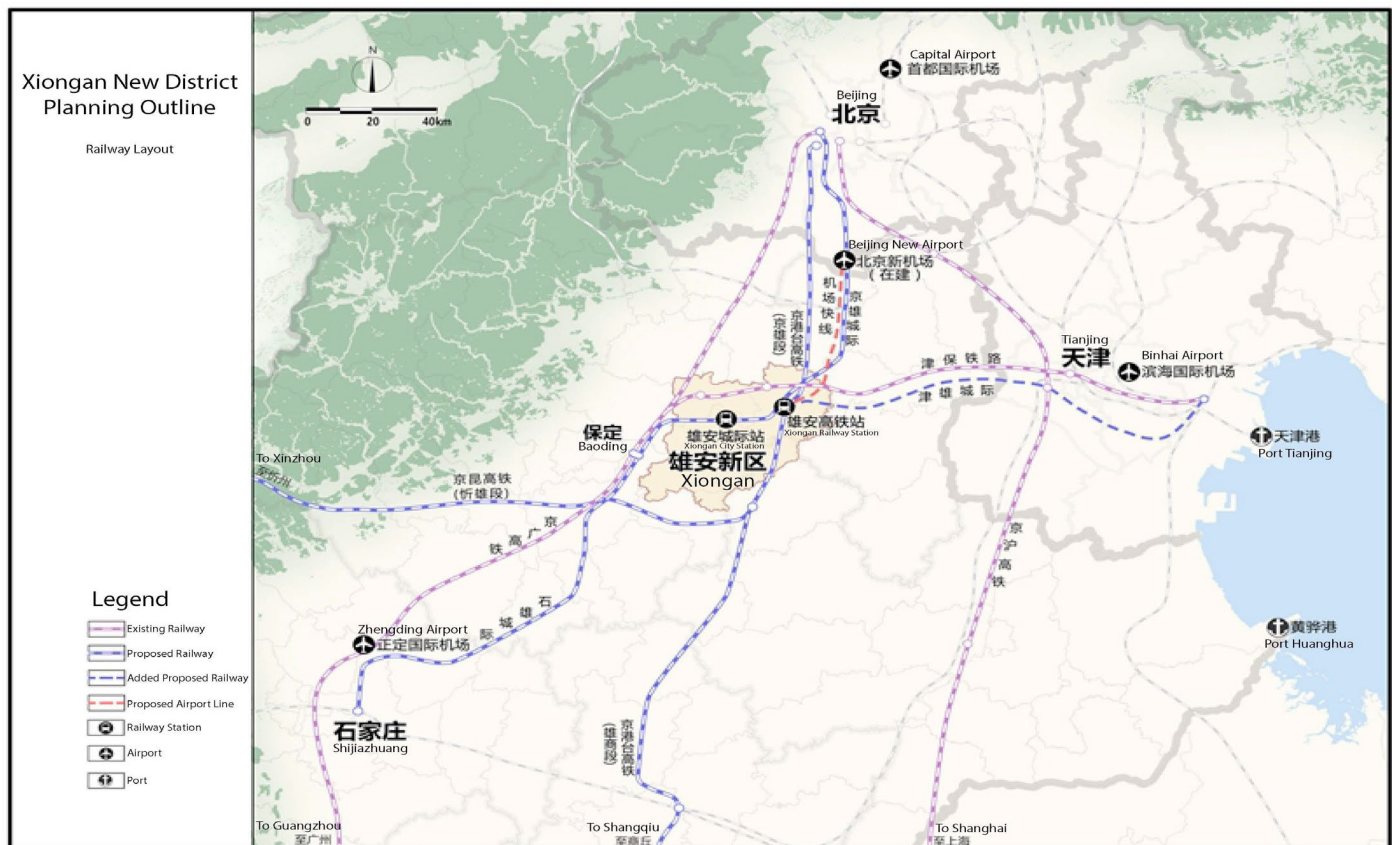 Xiongan New District
Planning Outline
Railway Layout
N
0 20 40km
Capital Airport
首都国际机场
Beijing
北京
Beijing New Airport
北京新机场
(在建)
机场快线
京雄城际
京港台高铁
(京雄段)
Tianjing
天津
Binhai Airport
滨海国际机场
津保铁路
津雄城际
保定
Baoding
雄安城际站
Xiongan City Station
雄安高铁站
Xiongan Railway Station
雄安新区
Xiongan
天津港
Port Tianjing
To Xinzhou
至忻州
京昆高铁
(忻雄段)
京广高铁
京沪高铁
石雄城际
Zhengding Airport
正定国际机场
黄骅港
Port Huanghua
石家庄
Shijiazhuang
京港台高铁
(雄商段)
To Guangzhou
至广州
To Shangqiu
至商丘
To Shanghai
至上海
Legend
Existing Railway
Proposed Railway
Added Proposed Railway
Proposed Airport Line
Railway Station
Airport
Port